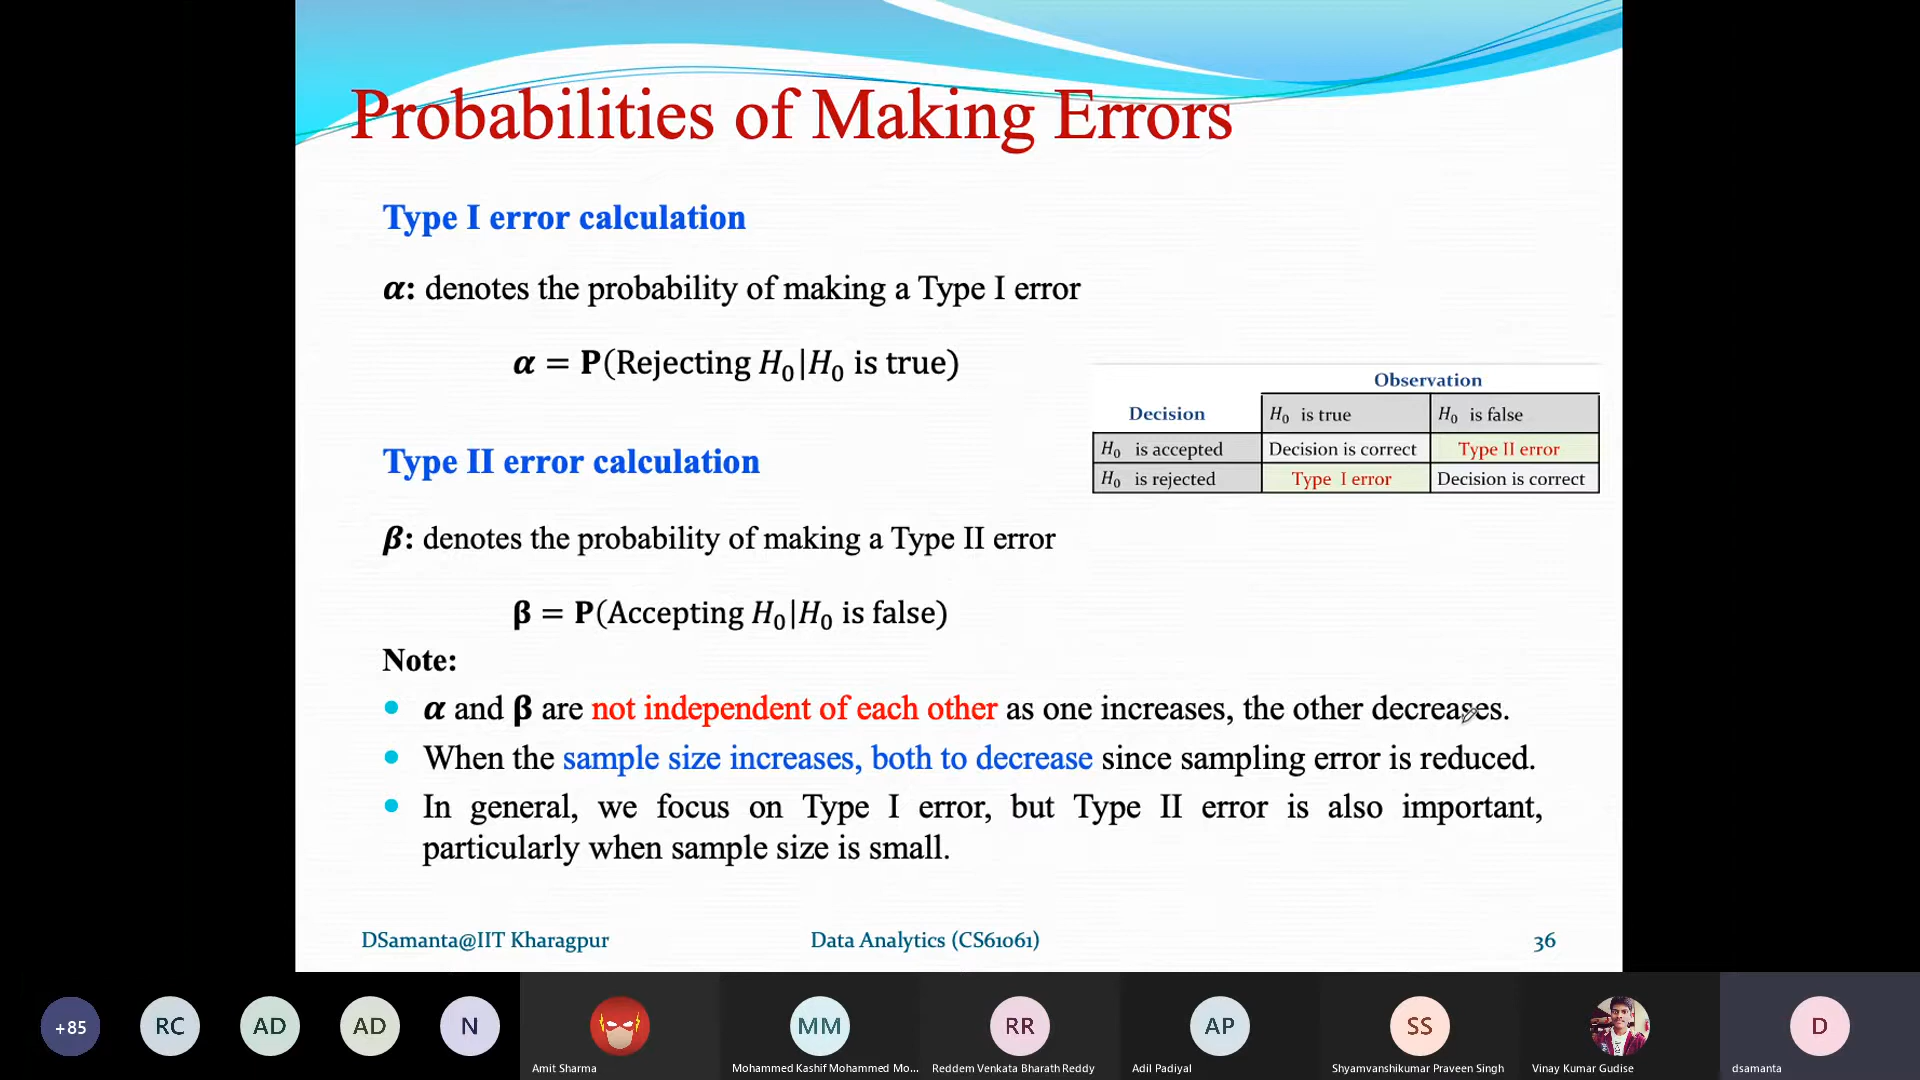 Probabilities of Making Errors
Type I error calculation
α: denotes the probability of making a Type I error
α = P(Rejecting H₀|H₀ is true)
Observation
Decision H₀ is true H₀ is false
H₀ is accepted Decision is correct Type II error
H₀ is rejected Type I error Decision is correct
Type II error calculation
β: denotes the probability of making a Type II error
β = P(Accepting H₀|H₀ is false)
Note:
• α and β are not independent of each other as one increases, the other decreases.
• When the sample size increases, both to decrease since sampling error is reduced.
• In general, we focus on Type I error, but Type II error is also important,
particularly when sample size is small.
DSamanta@IIT Kharagpur Data Analytics (CS61061) 36
+85 RC AD AD N MM RR AP SS D
Amit Sharma Mohammed Kashif Mohammed Mo... Reddem Venkata Bharath Reddy Adil Padiyal Shyamvanshikumar Praveen Singh Vinay Kumar Gudise dsamanta